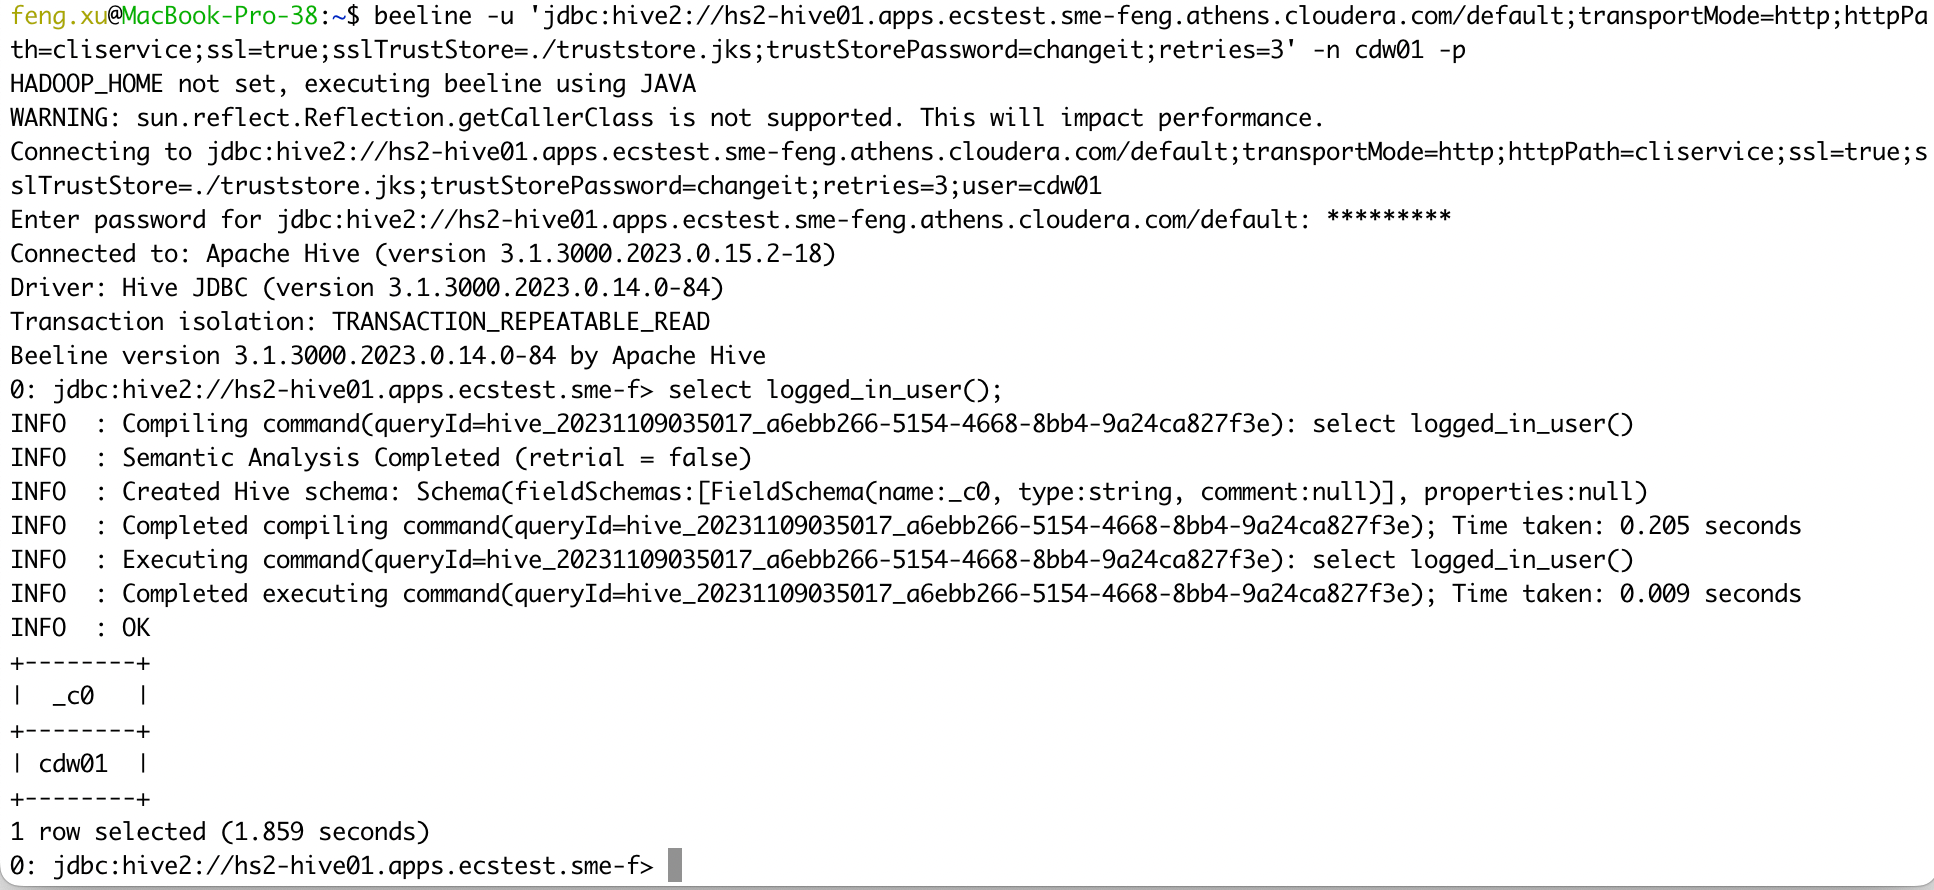 feng.xu@MacBook-Pro-38:~$ beeline -u 'jdbc:hive2://hs2-hive01.apps.ecstest.sme-feng.athens.cloudera.com/default;transportMode=http;httpPa
th=cliservice;ssl=true;sslTrustStore=./truststore.jks;trustStorePassword=changeit;retries=3' -n cdw01 -p
HADOOP_HOME not set, executing beeline using JAVA
WARNING: sun.reflect.Reflection.getCallerClass is not supported. This will impact performance.
Connecting to jdbc:hive2://hs2-hive01.apps.ecstest.sme-feng.athens.cloudera.com/default;transportMode=http;httpPath=cliservice;ssl=true;s
slTrustStore=./truststore.jks;trustStorePassword=changeit;retries=3;user=cdw01
Enter password for jdbc:hive2://hs2-hive01.apps.ecstest.sme-feng.athens.cloudera.com/default: *********
Connected to: Apache Hive (version 3.1.3000.2023.0.15.2-18)
Driver: Hive JDBC (version 3.1.3000.2023.0.14.0-84)
Transaction isolation: TRANSACTION_REPEATABLE_READ
Beeline version 3.1.3000.2023.0.14.0-84 by Apache Hive
0: jdbc:hive2://hs2-hive01.apps.ecstest.sme-f> select logged_in_user();
INFO  : Compiling command(queryId=hive_20231109035017_a6ebb266-5154-4668-8bb4-9a24ca827f3e): select logged_in_user()
INFO  : Semantic Analysis Completed (retrial = false)
INFO  : Created Hive schema: Schema(fieldSchemas:[FieldSchema(name:_c0, type:string, comment:null)], properties:null)
INFO  : Completed compiling command(queryId=hive_20231109035017_a6ebb266-5154-4668-8bb4-9a24ca827f3e); Time taken: 0.205 seconds
INFO  : Executing command(queryId=hive_20231109035017_a6ebb266-5154-4668-8bb4-9a24ca827f3e): select logged_in_user()
INFO  : Completed executing command(queryId=hive_20231109035017_a6ebb266-5154-4668-8bb4-9a24ca827f3e); Time taken: 0.009 seconds
INFO  : OK
+--------+
|  _c0   |
+--------+
| cdw01  |
+--------+
1 row selected (1.859 seconds)
0: jdbc:hive2://hs2-hive01.apps.ecstest.sme-f>